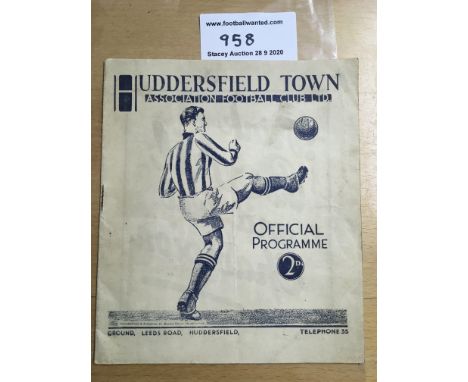 www.footballwanted.com
958
Stacey Auction 28 9 2020
HUDDERSFIELD TOWN
ASSOCIATION FOOTBALL CLUB LTD.
OFFICIAL
PROGRAMME
2D.
GROUND, LEEDS ROAD, HUDDERSFIELD, TELEPHONE 35